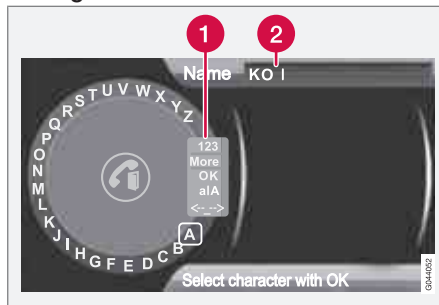 1
2
Name KO I
A B C D E F G H I J K L M N O P Q R S T U V W X Y Z
123
More
OK
a|A
<--_-->
Select character with OK
G044052